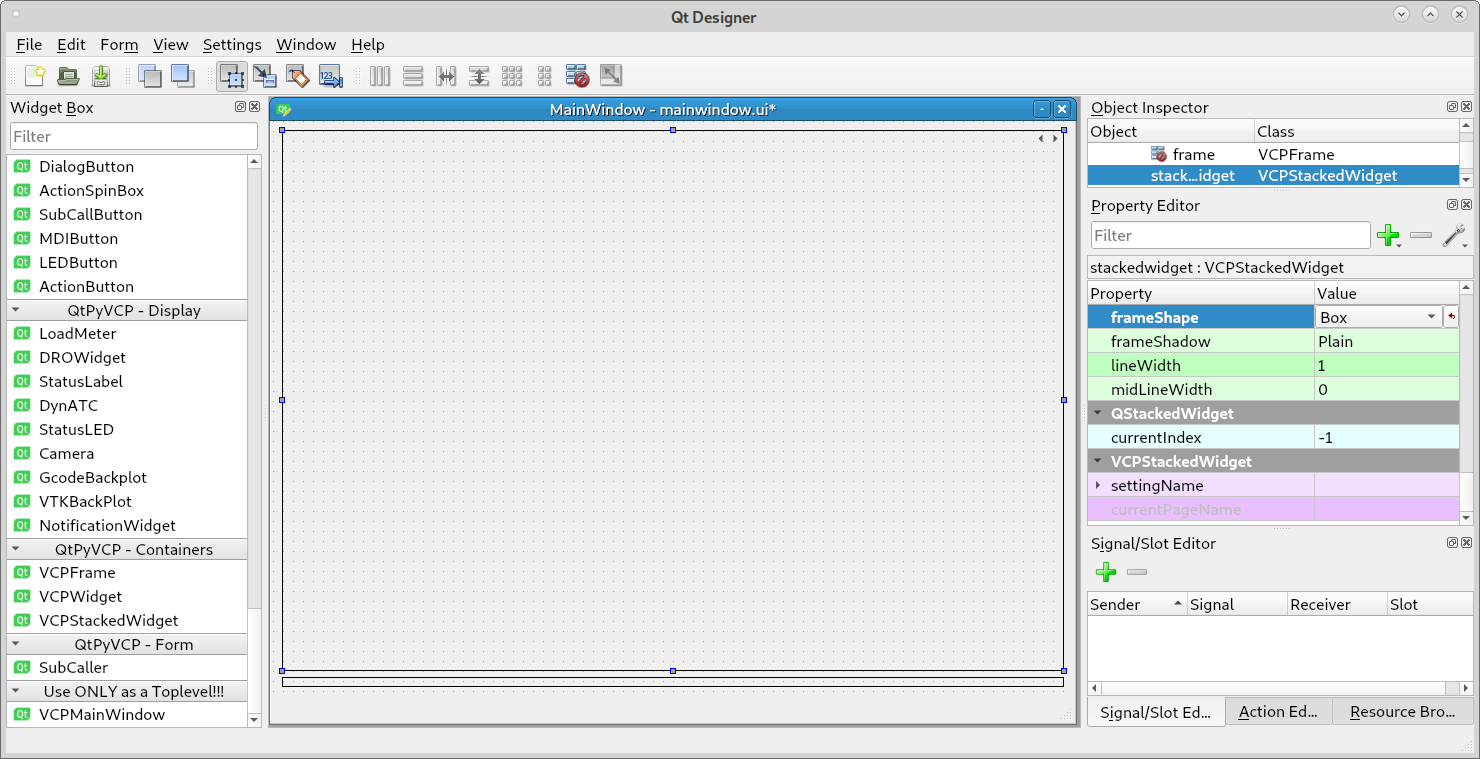 Qt Designer
File Edit Form View Settings Window Help
Widget Box
Filter
DialogButton
ActionSpinBox
SubCallButton
MDIButton
LEDButton
ActionButton
QtPyVCP - Display
LoadMeter
DROWidget
StatusLabel
DynATC
StatusLED
Camera
GcodeBackplot
VTKBackPlot
NotificationWidget
QtPyVCP - Containers
VCPFrame
VCPWidget
VCPStackedWidget
QtPyVCP - Form
SubCaller
Use ONLY as a Toplevel!!!
VCPMainWindow
MainWindow - mainwindow.ui*
Object Inspector
Object Class
frame VCPFrame
stack...idget VCPStackedWidget
Property Editor
Filter
stackedwidget : VCPStackedWidget
Property Value
frameShape Box
frameShadow Plain
lineWidth 1
midLineWidth 0
QStackedWidget
currentIndex -1
VCPStackedWidget
settingName
currentPageName
Signal/Slot Editor
Sender Signal Receiver Slot
Signal/Slot Ed... Action Ed... Resource Bro...